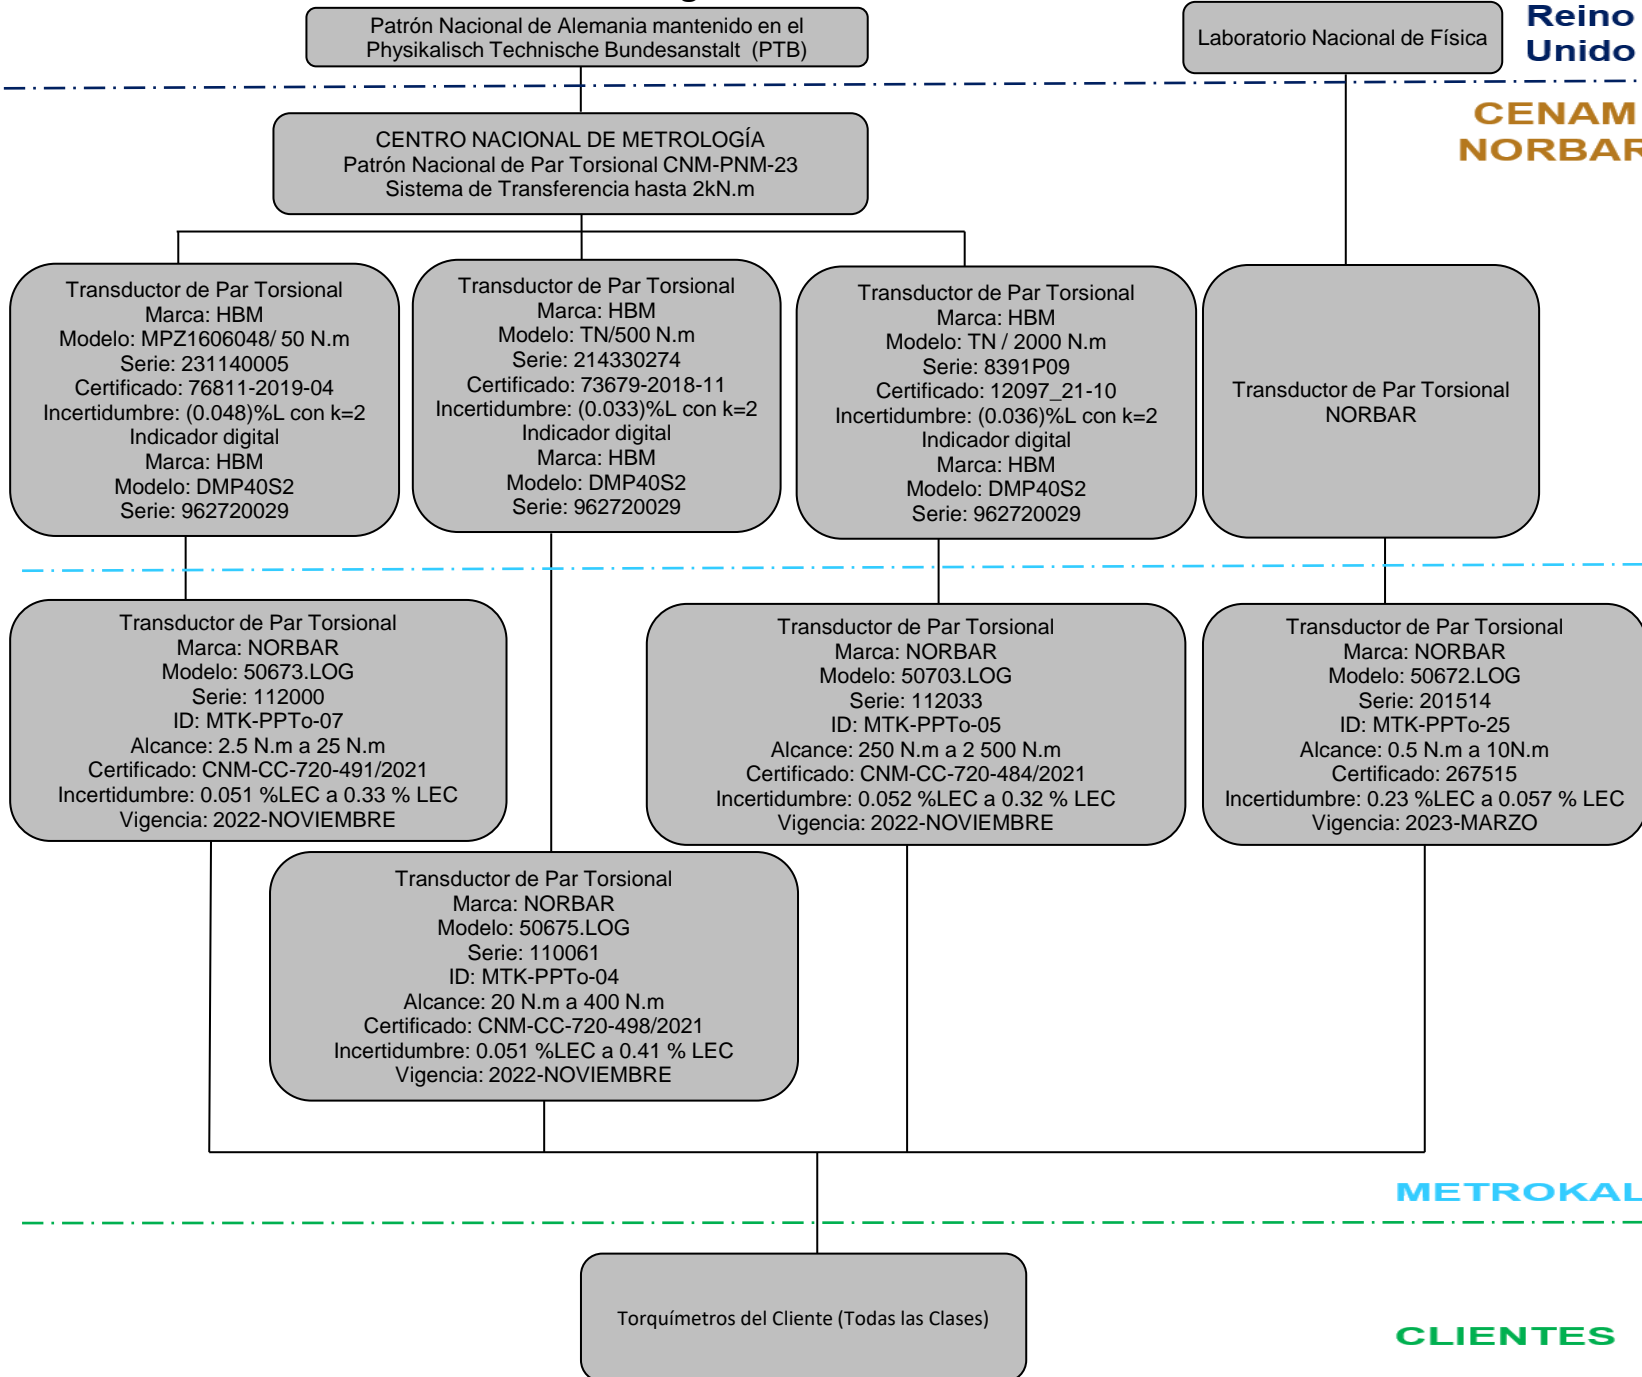 Patrón Nacional de Alemania mantenido en el
Physikalisch Technische Bundesanstalt (PTB)
Laboratorio Nacional de Física
Reino
Unido
CENAM
NORBAR
CENTRO NACIONAL DE METROLOGÍA
Patrón Nacional de Par Torsional CNM-PNM-23
Sistema de Transferencia hasta 2kN.m
Transductor de Par Torsional
Marca: HBM
Modelo: MPZ1606048/ 50 N.m
Serie: 231140005
Certificado: 76811-2019-04
Incertidumbre: (0.048)%L con k=2
Indicador digital
Marca: HBM
Modelo: DMP40S2
Serie: 962720029
Transductor de Par Torsional
Marca: HBM
Modelo: TN/500 N.m
Serie: 214330274
Certificado: 73679-2018-11
Incertidumbre: (0.033)%L con k=2
Indicador digital
Marca: HBM
Modelo: DMP40S2
Serie: 962720029
Transductor de Par Torsional
Marca: HBM
Modelo: TN / 2000 N.m
Serie: 8391P09
Certificado: 12097_21-10
Incertidumbre: (0.036)%L con k=2
Indicador digital
Marca: HBM
Modelo: DMP40S2
Serie: 962720029
Transductor de Par Torsional
NORBAR
Transductor de Par Torsional
Marca: NORBAR
Modelo: 50673.LOG
Serie: 112000
ID: MTK-PPTo-07
Alcance: 2.5 N.m a 25 N.m
Certificado: CNM-CC-720-491/2021
Incertidumbre: 0.051 %LEC a 0.33 % LEC
Vigencia: 2022-NOVIEMBRE
Transductor de Par Torsional
Marca: NORBAR
Modelo: 50703.LOG
Serie: 112033
ID: MTK-PPTo-05
Alcance: 250 N.m a 2 500 N.m
Certificado: CNM-CC-720-484/2021
Incertidumbre: 0.052 %LEC a 0.32 % LEC
Vigencia: 2022-NOVIEMBRE
Transductor de Par Torsional
Marca: NORBAR
Modelo: 50672.LOG
Serie: 201514
ID: MTK-PPTo-25
Alcance: 0.5 N.m a 10N.m
Certificado: 267515
Incertidumbre: 0.23 %LEC a 0.057 % LEC
Vigencia: 2023-MARZO
Transductor de Par Torsional
Marca: NORBAR
Modelo: 50675.LOG
Serie: 110061
ID: MTK-PPTo-04
Alcance: 20 N.m a 400 N.m
Certificado: CNM-CC-720-498/2021
Incertidumbre: 0.051 %LEC a 0.41 % LEC
Vigencia: 2022-NOVIEMBRE
METROKAL
Torquímetros del Cliente (Todas las Clases)
CLIENTES